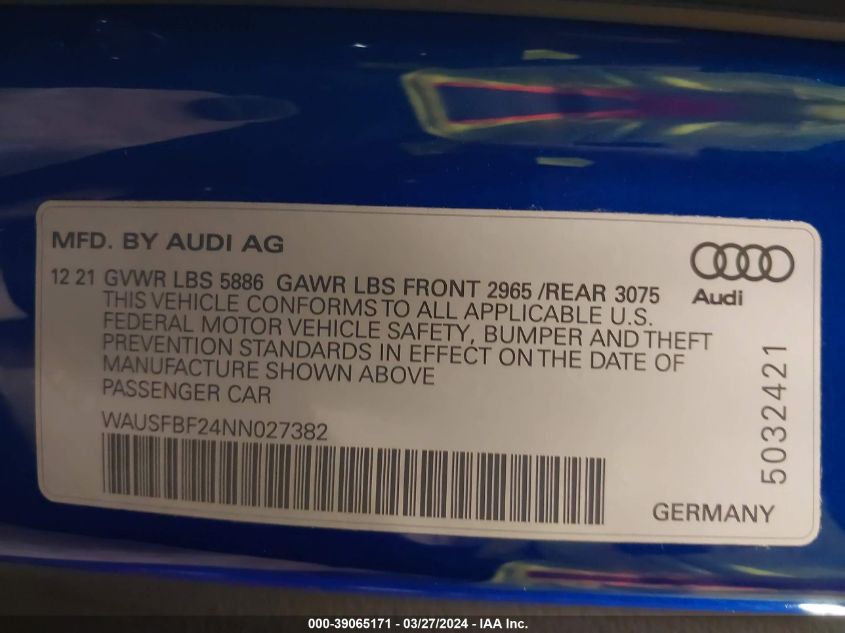 MFD. BY AUDI AG
Audi
12 21 GVWR LBS 5886 GAWR LBS FRONT 2965 /REAR 3075
THIS VEHICLE CONFORMS TO ALL APPLICABLE U.S.
FEDERAL MOTOR VEHICLE SAFETY, BUMPER AND THEFT
PREVENTION STANDARDS IN EFFECT ON THE DATE OF
MANUFACTURE SHOWN ABOVE
PASSENGER CAR
WAUSFBF24NN027382
5032421
GERMANY
000-39065171 - 03/27/2024 - IAA Inc.